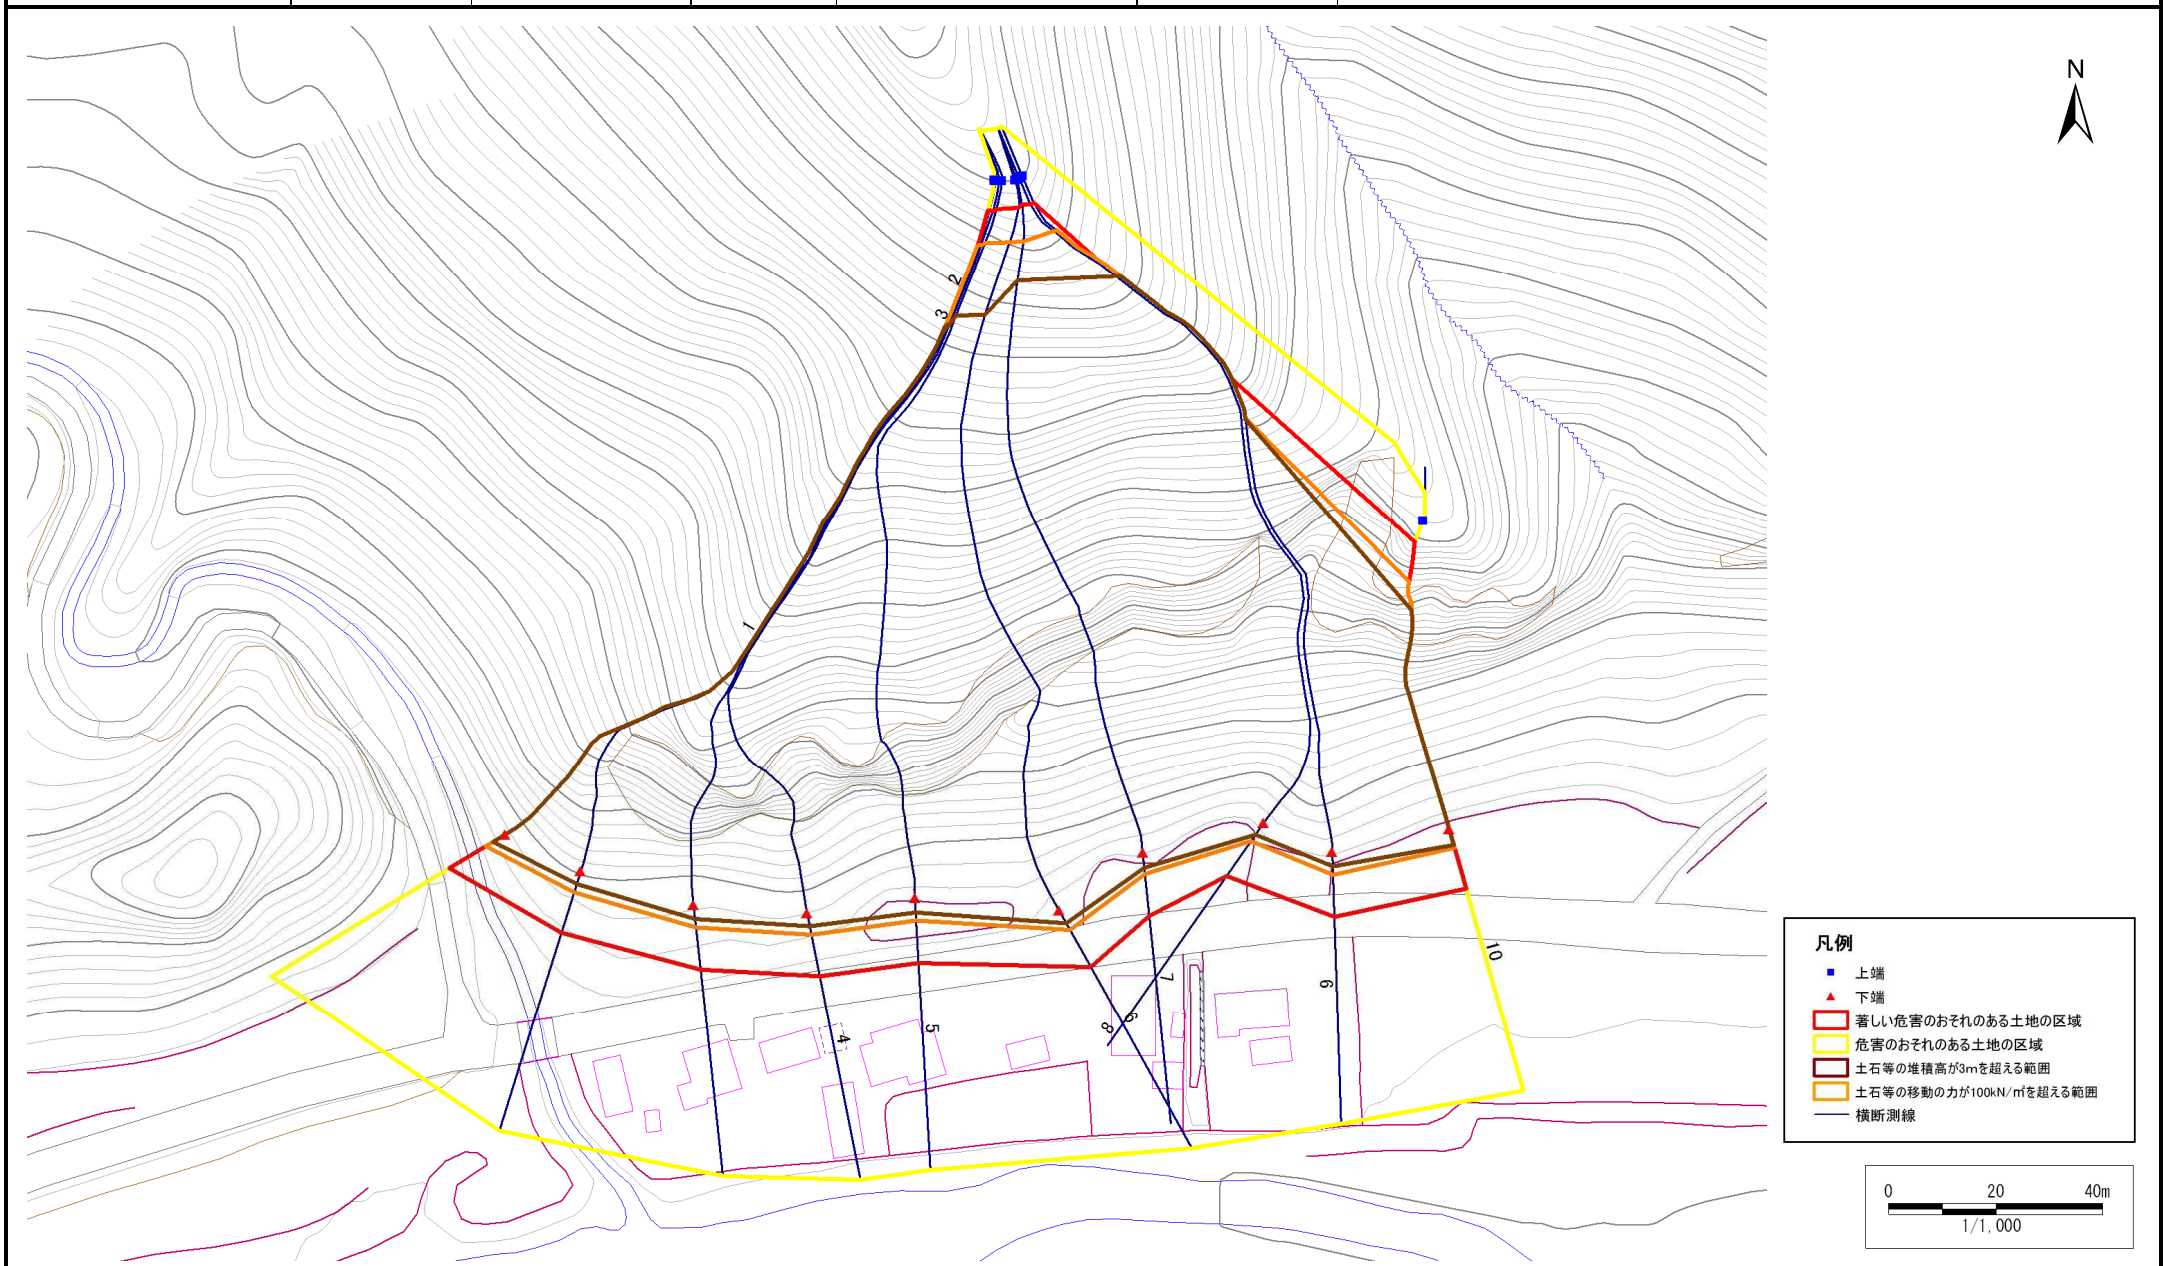 N
2
3
1
10
7
6
9
8
5
4
凡例
上端
下端
著しい危害のおそれのある土地の区域
危害のおそれのある土地の区域
土石等の堆積高が3mを超える範囲
土石等の移動の力が100kN/㎡を超える範囲
横断測線
0 20 40m
1/1,000